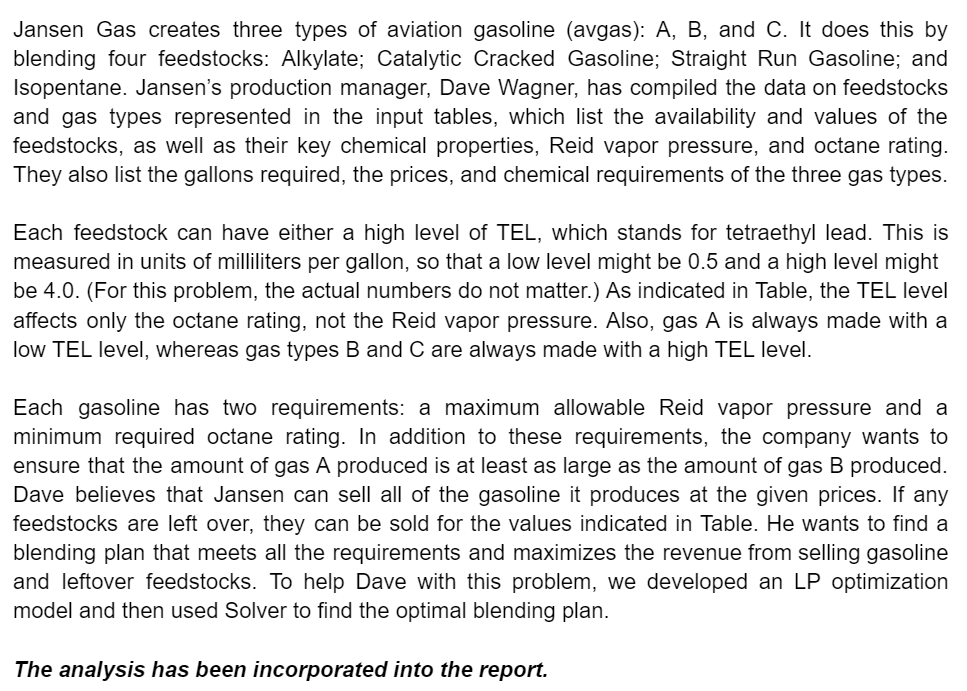 Jansen Gas creates three types of aviation gasoline (avgas): A, B, and C. It does this by
blending four feedstocks: Alkylate; Catalytic Cracked Gasoline; Straight Run Gasoline; and
Isopentane. Jansen’s production manager, Dave Wagner, has compiled the data on feedstocks
and gas types represented in the input tables, which list the availability and values of the
feedstocks, as well as their key chemical properties, Reid vapor pressure, and octane rating.
They also list the gallons required, the prices, and chemical requirements of the three gas types.

Each feedstock can have either a high level of TEL, which stands for tetraethyl lead. This is
measured in units of milliliters per gallon, so that a low level might be 0.5 and a high level might
be 4.0. (For this problem, the actual numbers do not matter.) As indicated in Table, the TEL level
affects only the octane rating, not the Reid vapor pressure. Also, gas A is always made with a
low TEL level, whereas gas types B and C are always made with a high TEL level.

Each gasoline has two requirements: a maximum allowable Reid vapor pressure and a
minimum required octane rating. In addition to these requirements, the company wants to
ensure that the amount of gas A produced is at least as large as the amount of gas B produced.
Dave believes that Jansen can sell all of the gasoline it produces at the given prices. If any
feedstocks are left over, they can be sold for the values indicated in Table. He wants to find a
blending plan that meets all the requirements and maximizes the revenue from selling gasoline
and leftover feedstocks. To help Dave with this problem, we developed an LP optimization
model and then used Solver to find the optimal blending plan.

The analysis has been incorporated into the report.